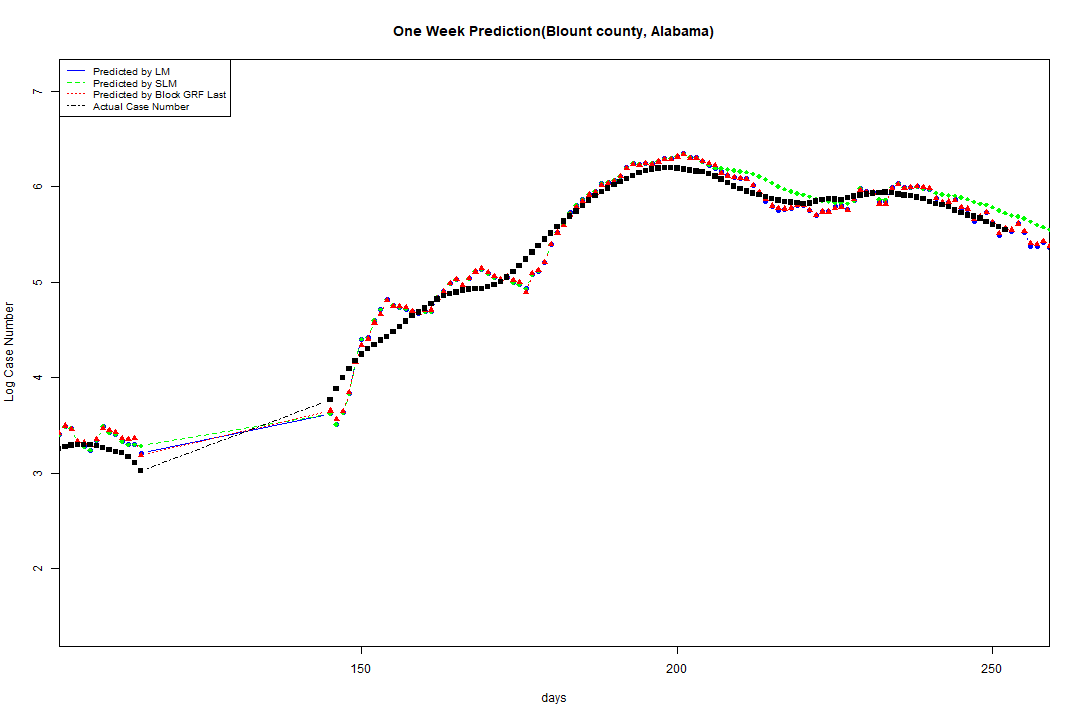 One Week Prediction(Blount county, Alabama)
Predicted by LM
Predicted by SLM
Predicted by Block GRF Last
Actual Case Number
7
6
5
4
3
2
Log Case Number
150 200 250
days